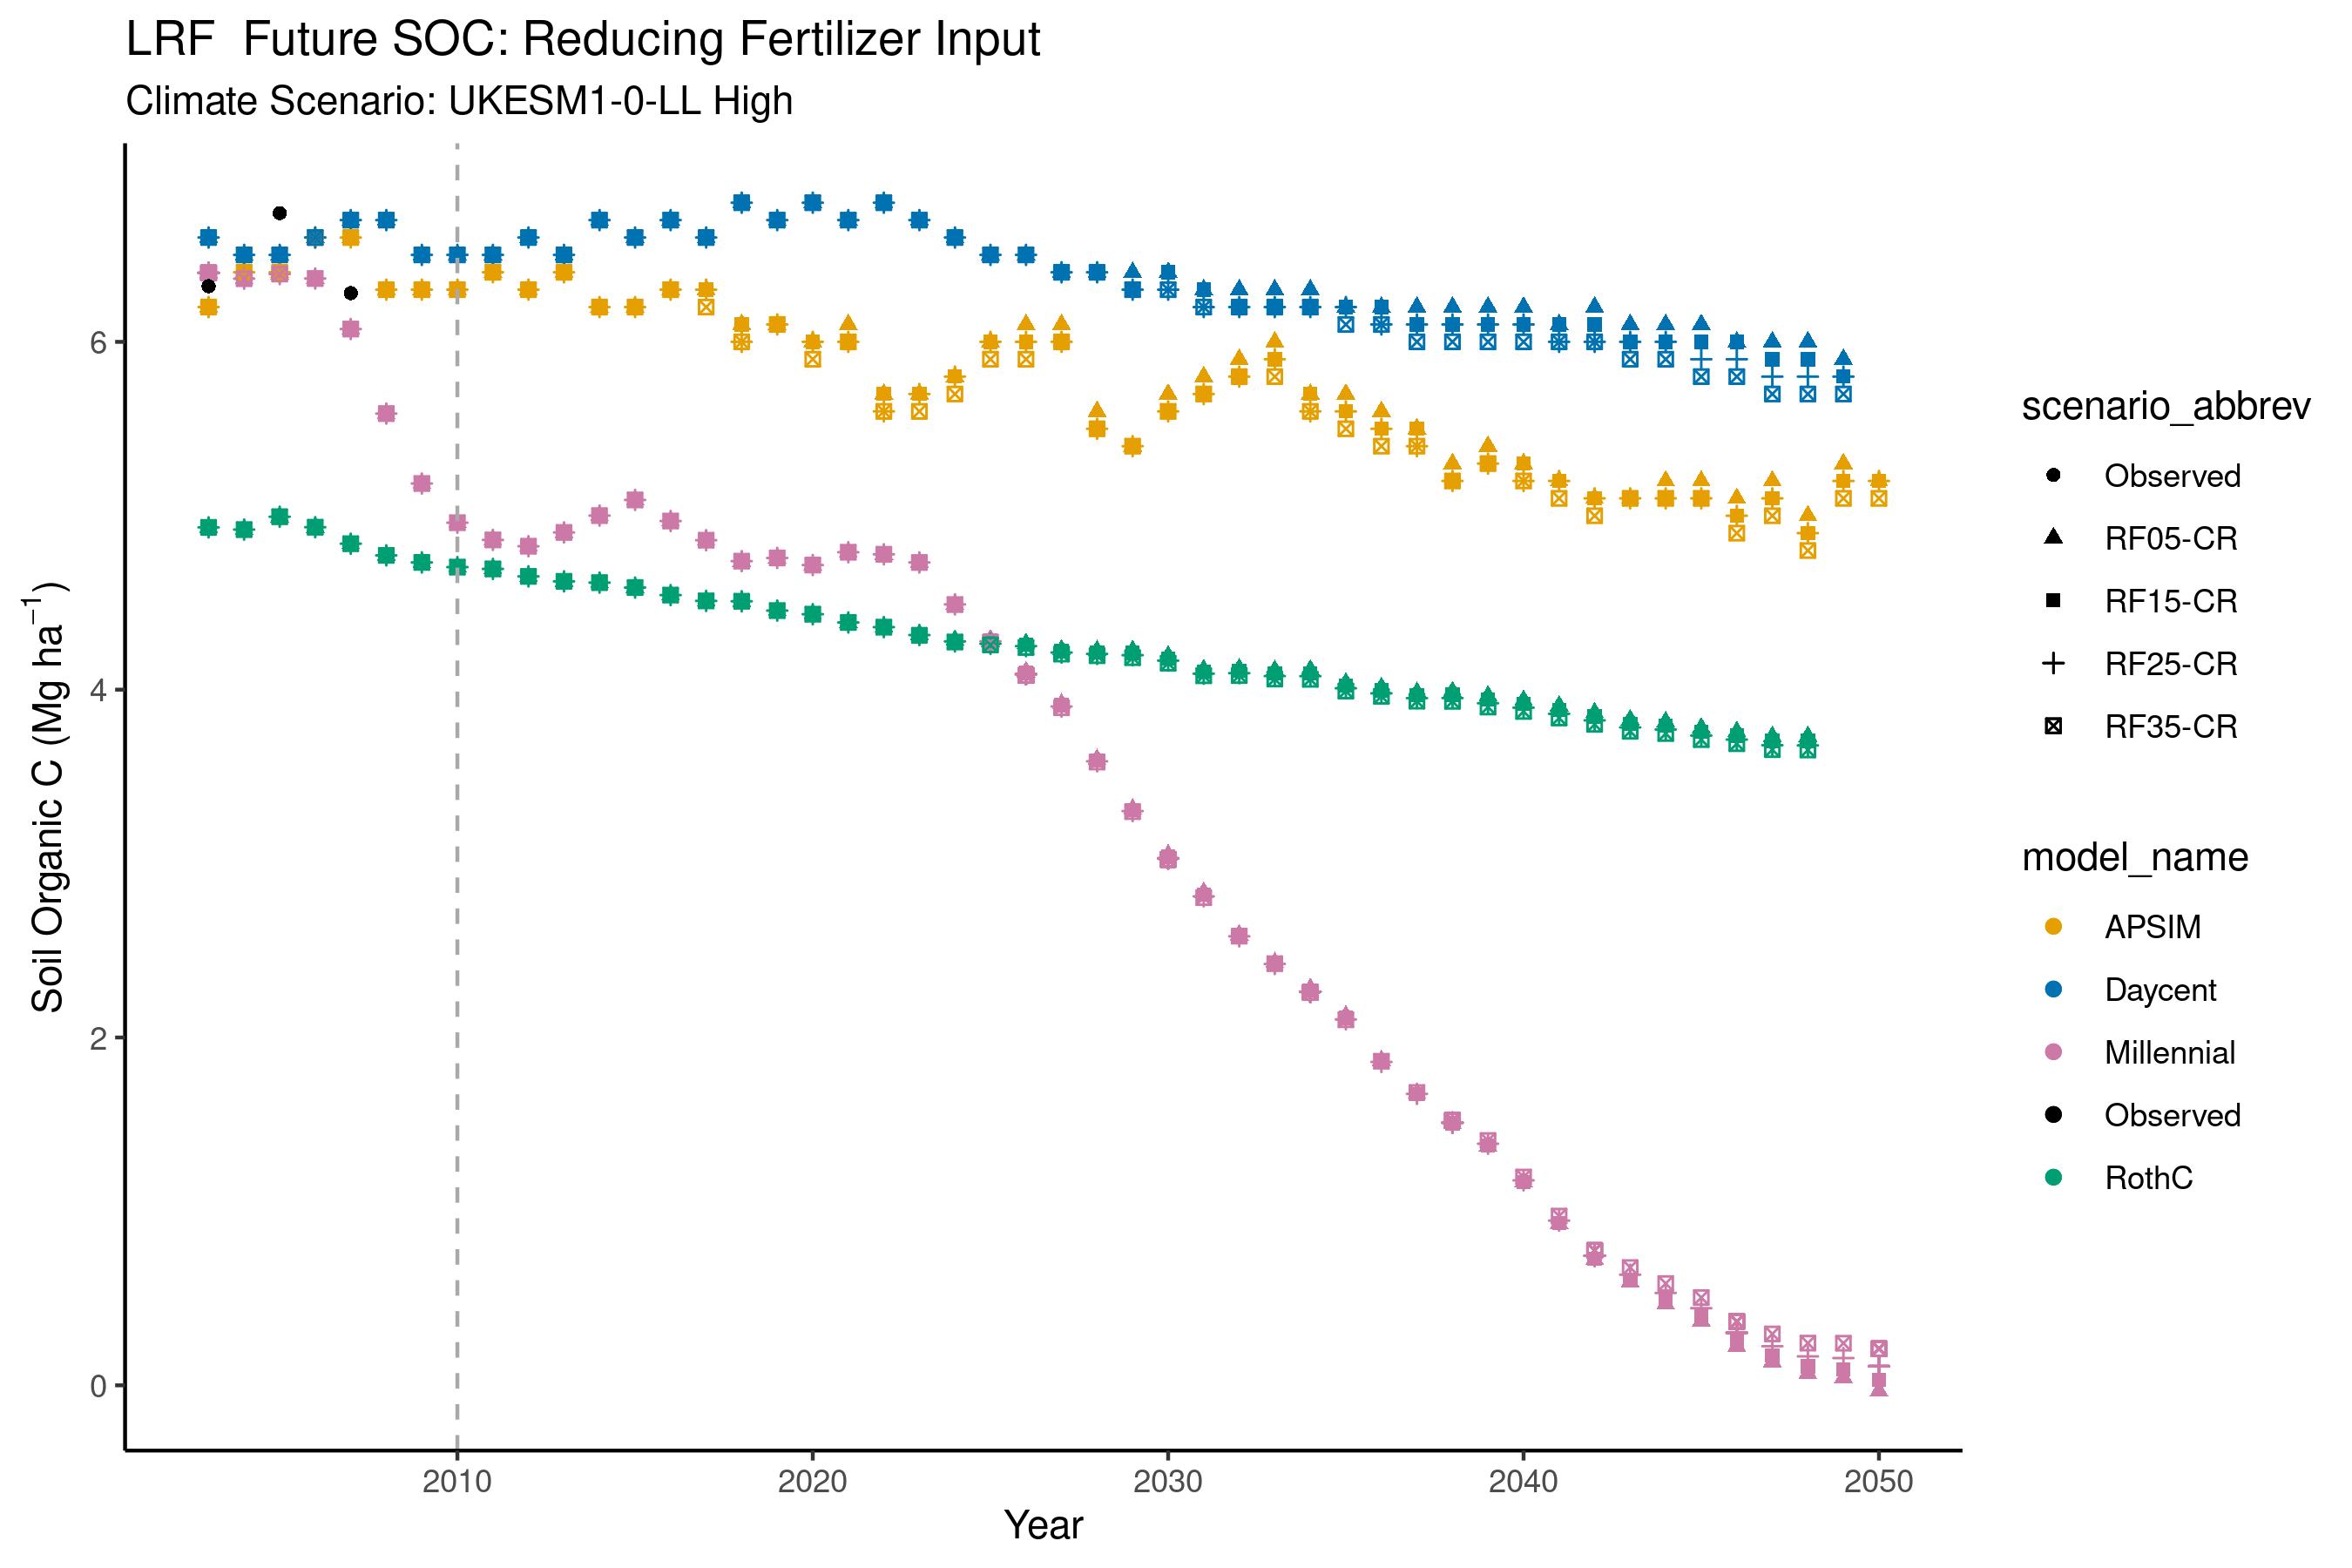 LRF  Future SOC: Reducing Fertilizer Input
Climate Scenario: UKESM1-0-LL High
Soil Organic C (Mg ha⁻¹)
6
4
2
0
2010
2020
2030
2040
2050
Year
scenario_abbrev
Observed
RF05-CR
RF15-CR
RF25-CR
RF35-CR
model_name
APSIM
Daycent
Millennial
Observed
RothC